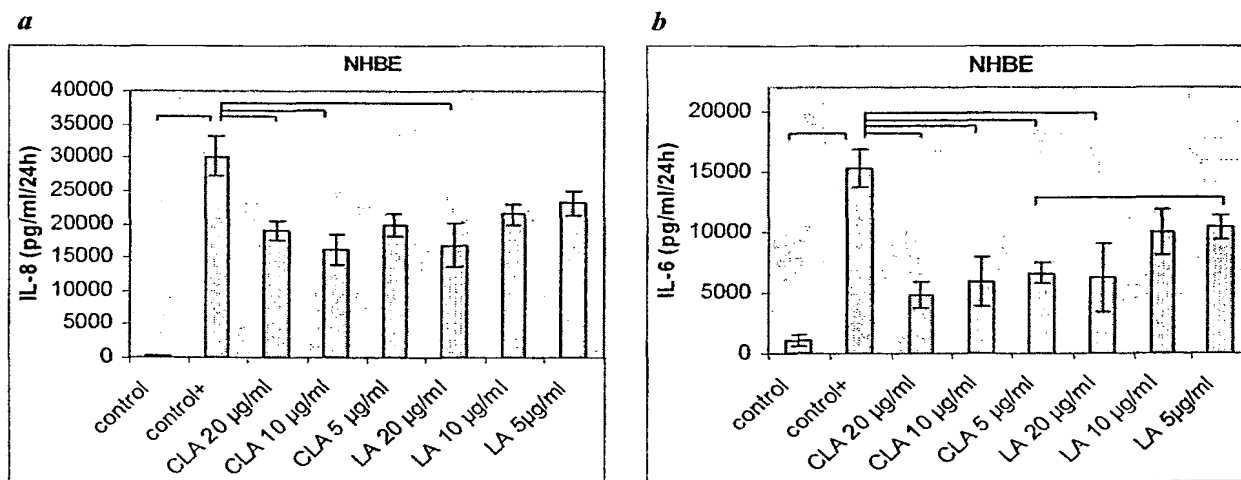 a
NHBE
IL-8 (pg/ml/24h)
40000
35000
30000
25000
20000
15000
10000
5000
0
control
control+
CLA 20 µg/ml
CLA 10 µg/ml
CLA 5 µg/ml
LA 20 µg/ml
LA 10 µg/ml
LA 5µg/ml
b
NHBE
IL-6 (pg/ml/24h)
20000
15000
10000
5000
0
control
control+
CLA 20 µg/ml
CLA 10 µg/ml
CLA 5 µg/ml
LA 20 µg/ml
LA 10 µg/ml
LA 5µg/ml